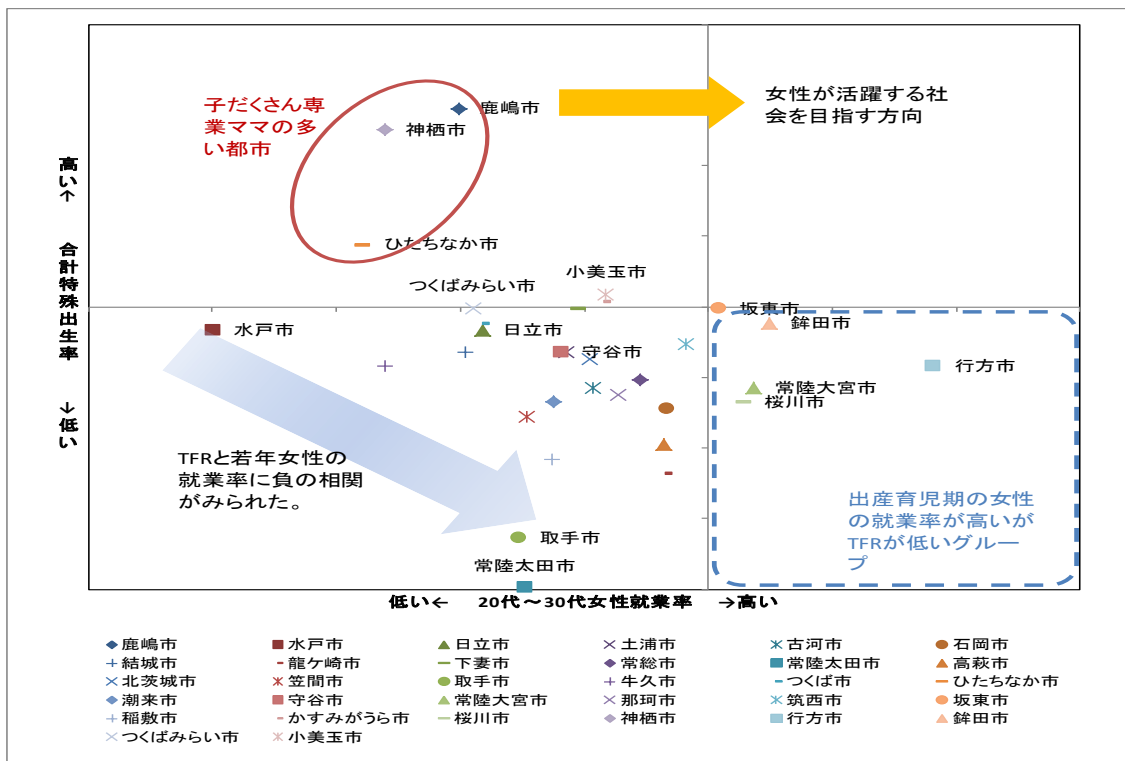 子だくさん専
業ママの多
い都市
鹿嶋市
神栖市
女性が活躍する社
会を目指す方向
高い↑ 合計特殊出生率 ↓低い
ひたちなか市
小美玉市
つくばみらい市
坂東市
水戸市
日立市
鉾田市
守谷市
行方市
常陸大宮市
桜川市
TFRと若年女性の
就業率に負の相関
がみられた。
出産育児期の女性
の就業率が高いが
TFRが低いグルー
プ
取手市
常陸太田市
低い← 20代～30代女性就業率 →高い
鹿嶋市 水戸市 日立市 土浦市 古河市 石岡市
結城市 龍ケ崎市 下妻市 常総市 常陸太田市 高萩市
北茨城市 笠間市 取手市 牛久市 つくば市 ひたちなか市
潮来市 守谷市 常陸大宮市 那珂市 筑西市 坂東市
稲敷市 かすみがうら市 桜川市 神栖市 行方市 鉾田市
つくばみらい市 小美玉市